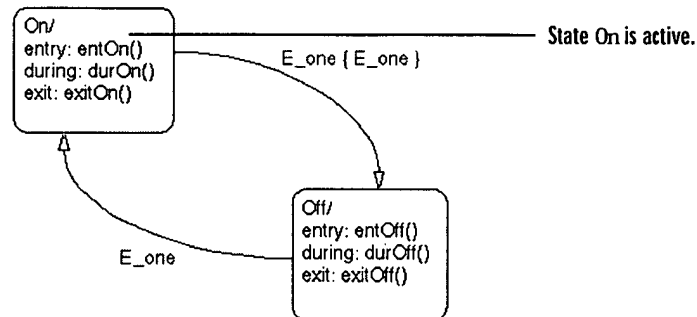 On/
entry: entOn()
during: durOn()
exit: exitOn()
State On is active.
E_one { E_one }
Off/
entry: entOff()
during: durOff()
exit: exitOff()
E_one